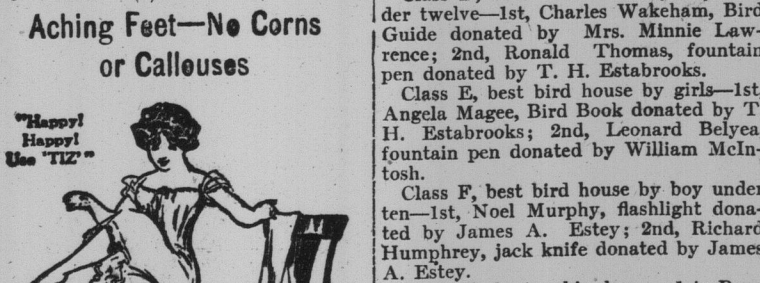 Aching Feet—No Corns
or Callouses
"Happy!
Happy!
Use 'TIZ'"
der twelve—1st, Charles Wakeham, Bird
Guide donated by Mrs. Minnie Law-
rence; 2nd, Ronald Thomas, fountain
pen donated by T. H. Estabrooks.
Class E, best bird house by girls—1st
Angela Magee, Bird Book donated by T
H. Estabrooks; 2nd, Leonard Belyea
fountain pen donated by William McIn-
tosh.
Class F, best bird house by boy under
ten—1st, Noel Murphy, flashlight dona-
ted by James A. Estey; 2nd, Richard
Humphrey, jack knife donated by James
A. Estey.